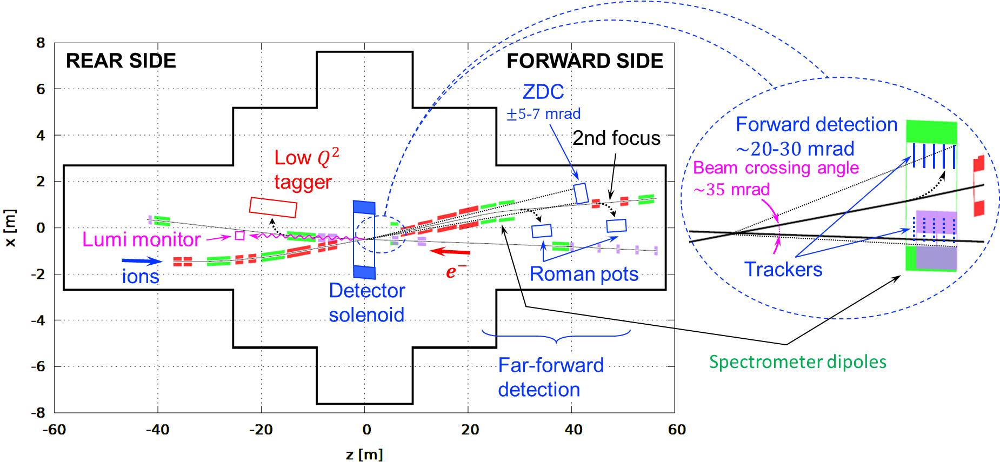 REAR SIDE
FORWARD SIDE
ZDC
±5-7 mrad
2nd focus
Low Q²
tagger
Lumi monitor
ions
Detector
solenoid
e⁻
Roman pots
Far-forward
detection
Forward detection
~20-30 mrad
Beam crossing angle
~35 mrad
Trackers
Spectrometer dipoles
x [m]
8
6
4
2
0
-2
-4
-6
-8
-60
-40
-20
0
20
40
60
z [m]